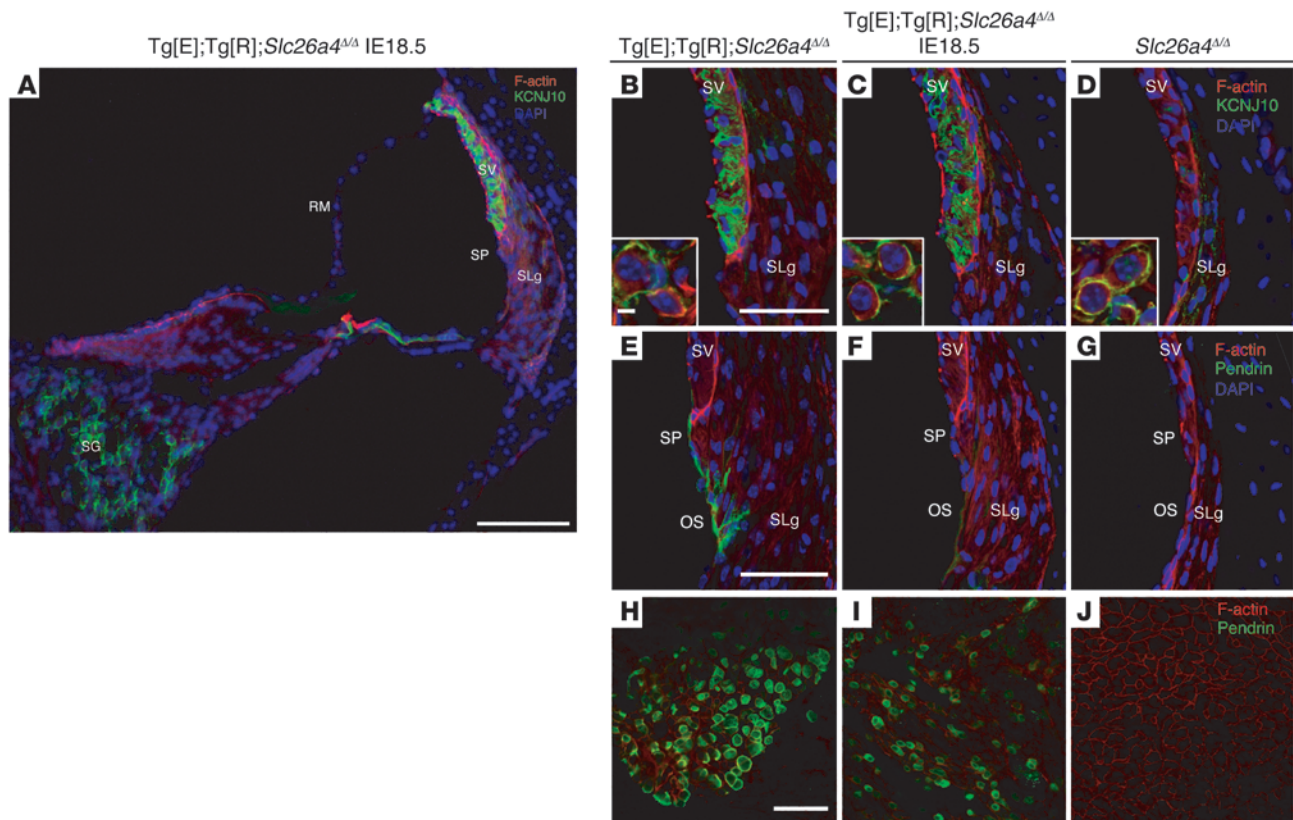 Tg[E];Tg[R];Slc26a4Δ/Δ IE18.5
A
F-actin
KCNJ10
DAPI
SV
RM
SP
SLg
SG
Tg[E];Tg[R];Slc26a4Δ/Δ
Tg[E];Tg[R];Slc26a4Δ/Δ
IE18.5
Slc26a4Δ/Δ
B
SV
SLg
C
SV
SLg
D
SV
F-actin
KCNJ10
DAPI
SLg
E
SV
SP
OS
SLg
F
SV
SP
OS
SLg
G
SV
F-actin
Pendrin
DAPI
SP
OS
SLg
H
I
J
F-actin
Pendrin